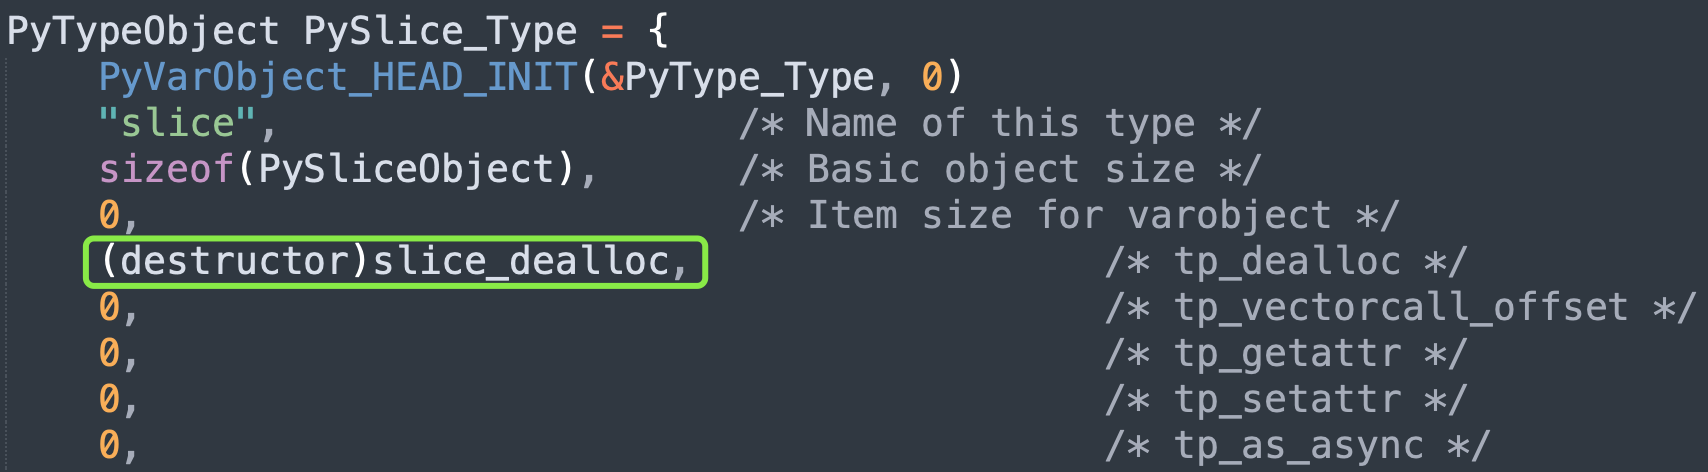 PyTypeObject PySlice_Type = {
PyVarObject_HEAD_INIT(&PyType_Type, 0)
"slice", /* Name of this type */
sizeof(PySliceObject), /* Basic object size */
0, /* Item size for varobject */
(destructor)slice_dealloc, /* tp_dealloc */
0, /* tp_vectorcall_offset */
0, /* tp_getattr */
0, /* tp_setattr */
0, /* tp_as_async */